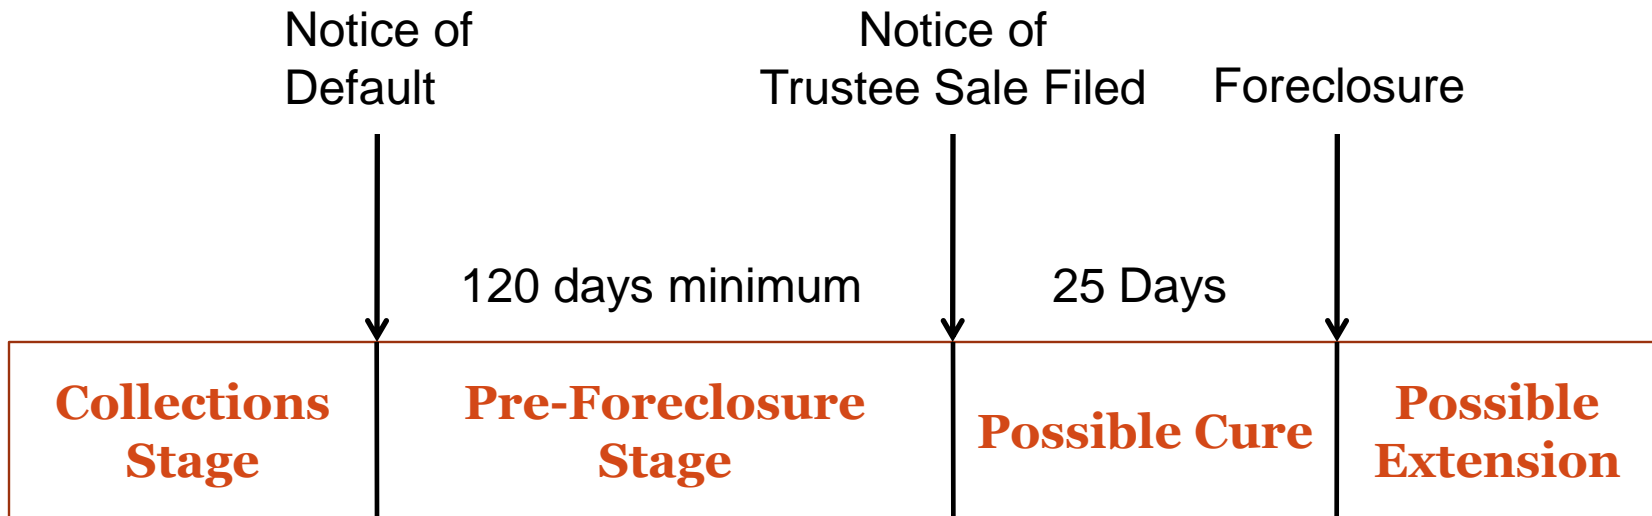 Notice of
Default
Notice of
Trustee Sale Filed
Foreclosure
120 days minimum
25 Days
Collections
Stage
Pre-Foreclosure
Stage
Possible Cure
Possible
Extension